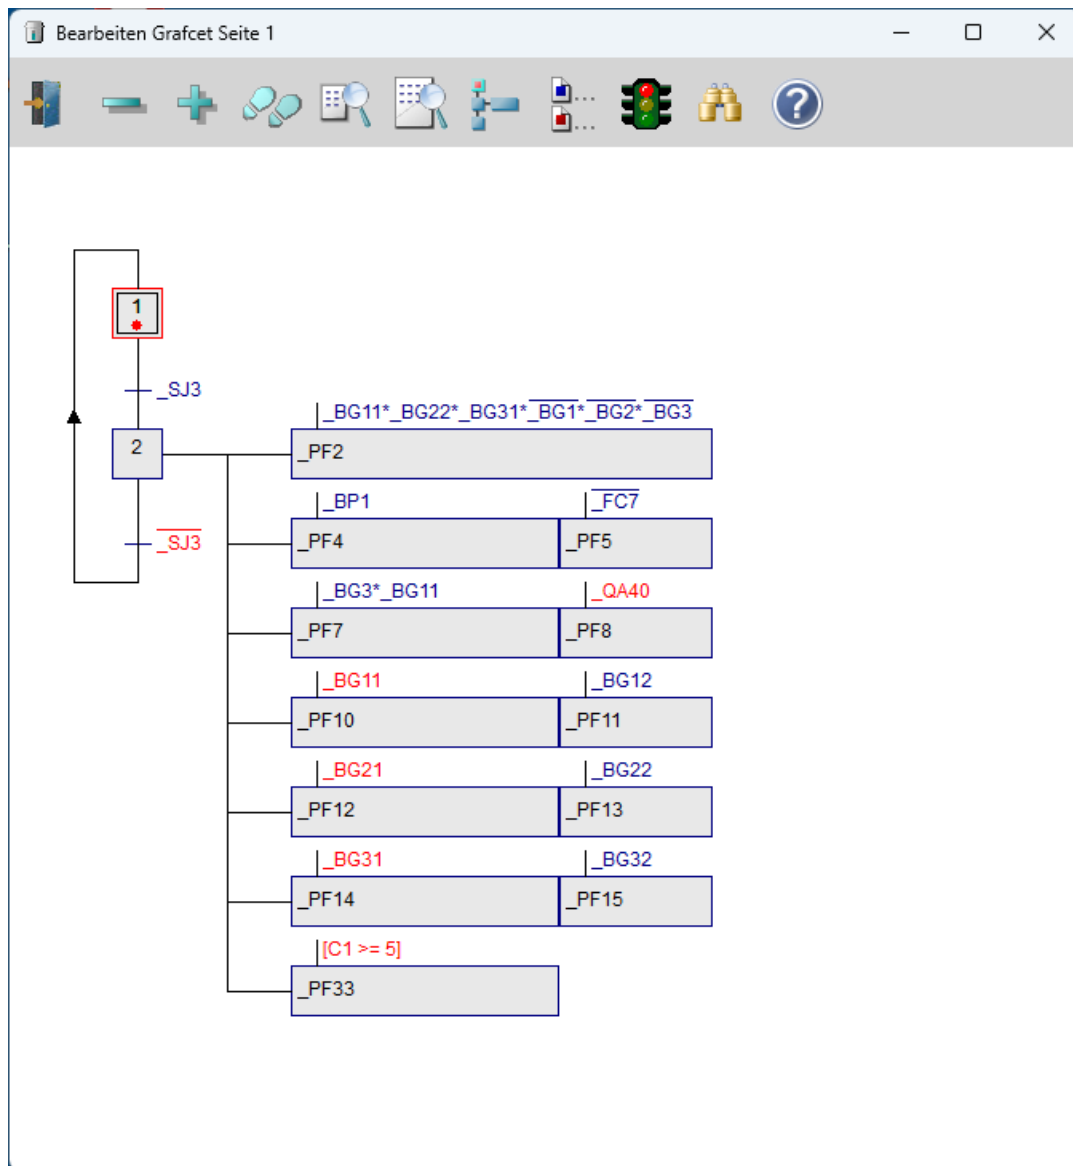 Bearbeiten Grafcet Seite 1
1
_SJ3
_BG11*_BG22*_BG31*_BG1*_BG2*_BG3
2
_PF2
_BP1 _FC7
_SJ3
_PF4 _PF5
_BG3*_BG11 _QA40
_PF7 _PF8
_BG11 _BG12
_PF10 _PF11
_BG21 _BG22
_PF12 _PF13
_BG31 _BG32
_PF14 _PF15
[C1 >= 5]
_PF33